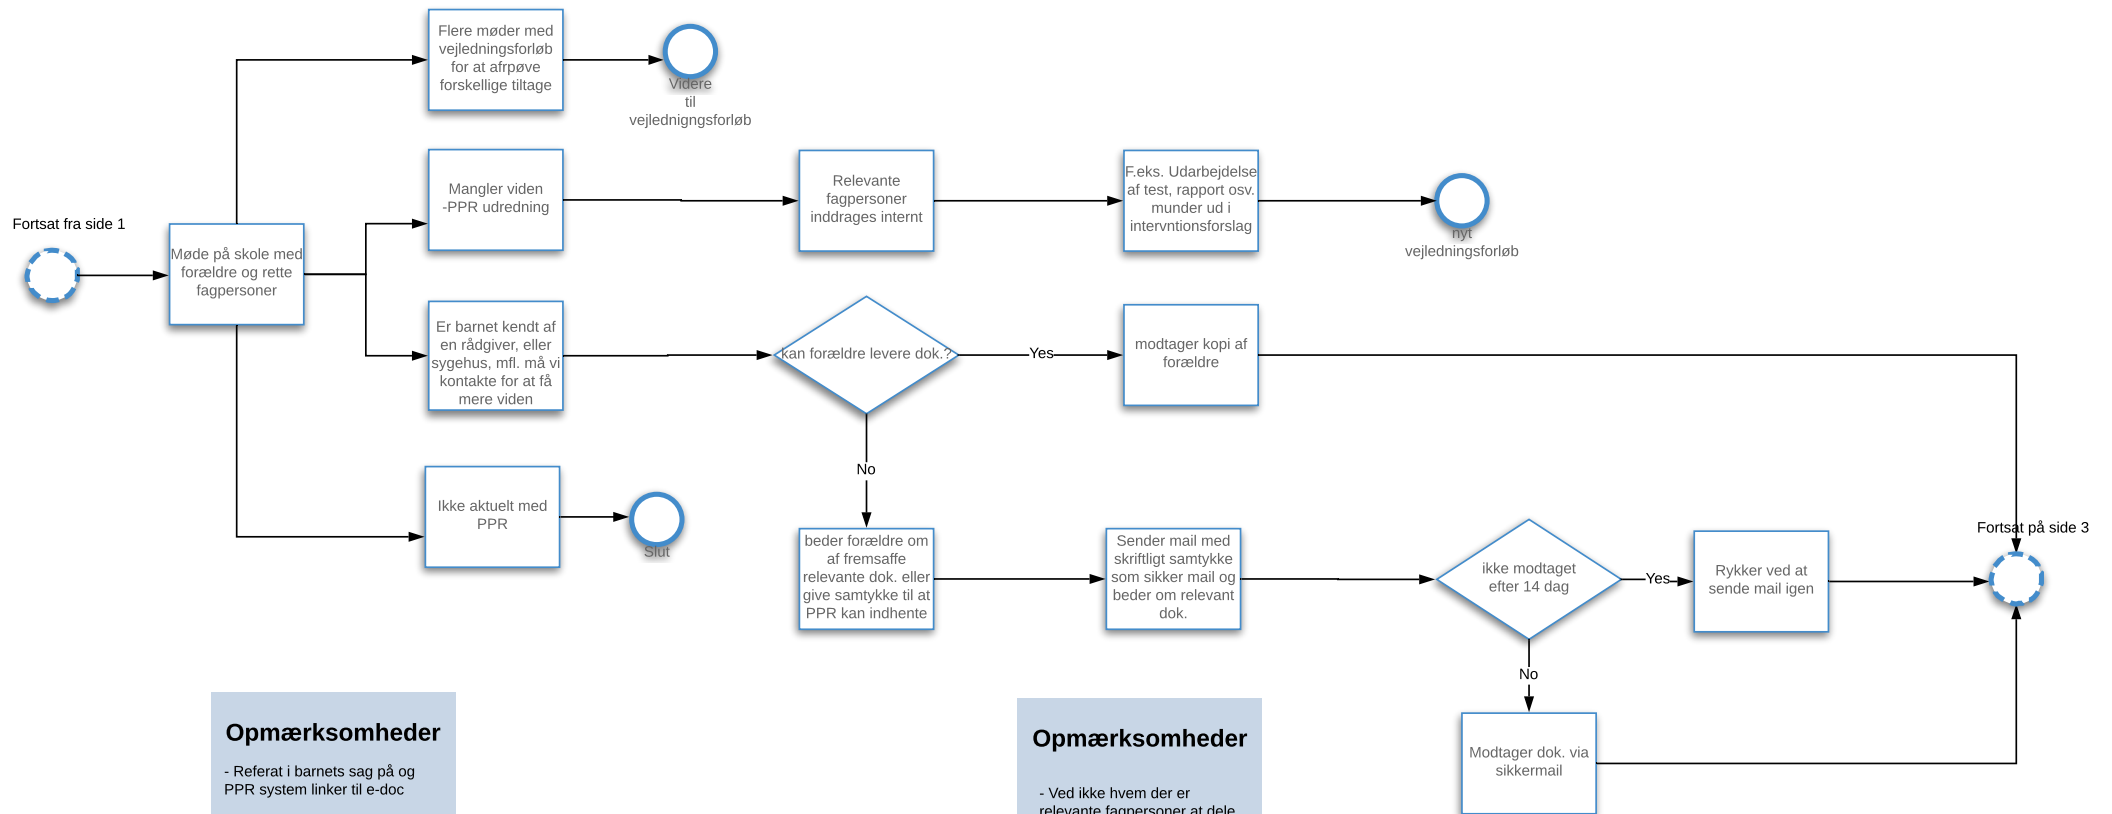 Flere møder med
vejledningsforløb
for at afrpøve
forskellige tiltage
Videre
til
vejlednigngsforløb
Fortsat fra side 1
Møde på skole med
forældre og rette
fagpersoner
Mangler viden
-PPR udredning
Relevante
fagpersoner
inddrages internt
F.eks. Udarbejdelse
af test, rapport osv.
munder ud i
intervntionsforslag
nyt
vejledningsforløb
Er barnet kendt af
en rådgiver, eller
sygehus, mfl. må vi
kontakte for at få
mere viden
kan forældre levere dok.?
Yes
modtager kopi af
forældre
No
Ikke aktuelt med
PPR
Slut
beder forældre om
af fremsaffe
relevante dok. eller
give samtykke til at
PPR kan indhente
Sender mail med
skriftligt samtykke
som sikker mail og
beder om relevant
dok.
ikke modtaget
efter 14 dag
Yes
Rykker ved at
sende mail igen
Fortsat på side 3
No
Modtager dok. via
sikkermail
Opmærksomheder
- Referat i barnets sag på og
PPR system linker til e-doc
Opmærksomheder
- Ved ikke hvem der er
relevante fagpersoner at dele